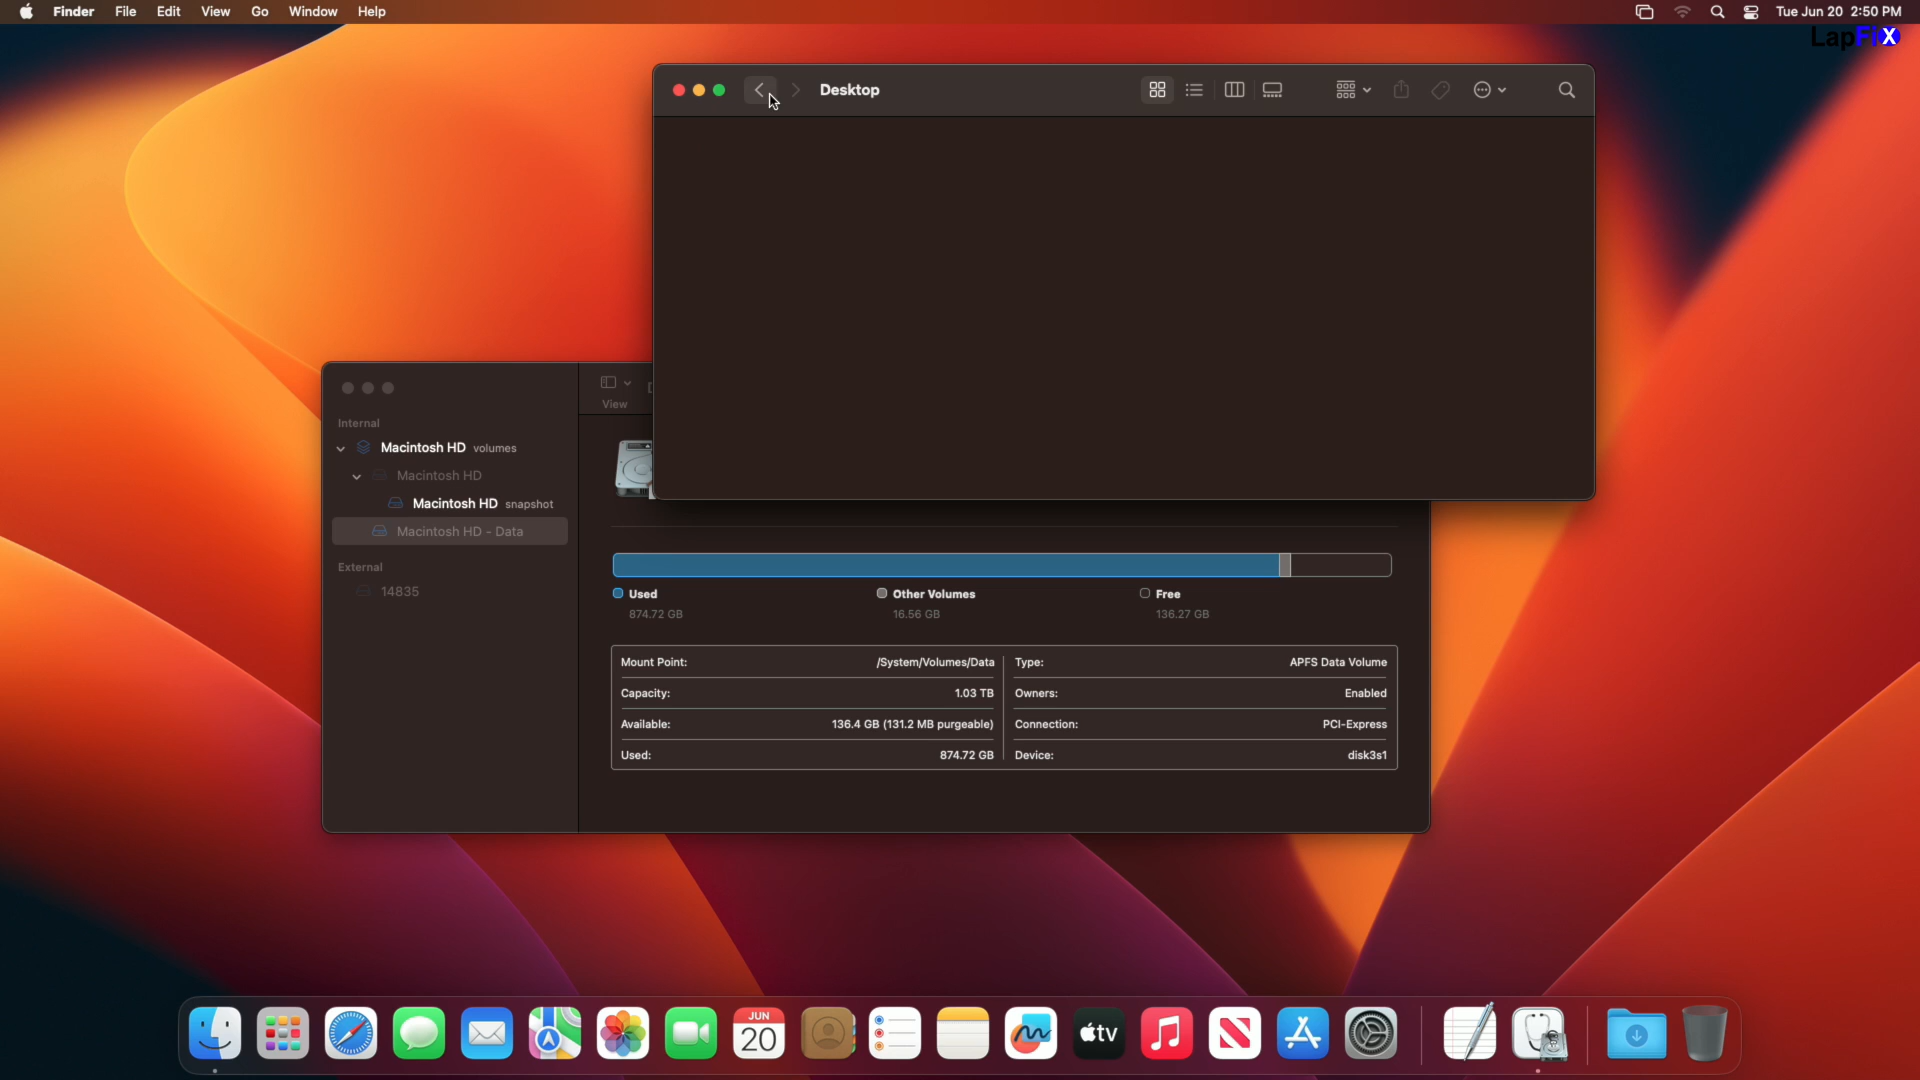 Finder File Edit View Go Window Help
Tue Jun 20 2:50 PM
LapFiX
Desktop
View
Internal
Macintosh HD volumes
Macintosh HD
Macintosh HD snapshot
Macintosh HD - Data
External
14835
Used
874.72 GB
Other Volumes
16.56 GB
Free
136.27 GB
Mount Point: /System/Volumes/Data
Type: APFS Data Volume
Capacity: 1.03 TB
Owners: Enabled
Available: 136.4 GB (131.2 MB purgeable)
Connection: PCI-Express
Used: 874.72 GB
Device: disk3s1
JUN
20
tv